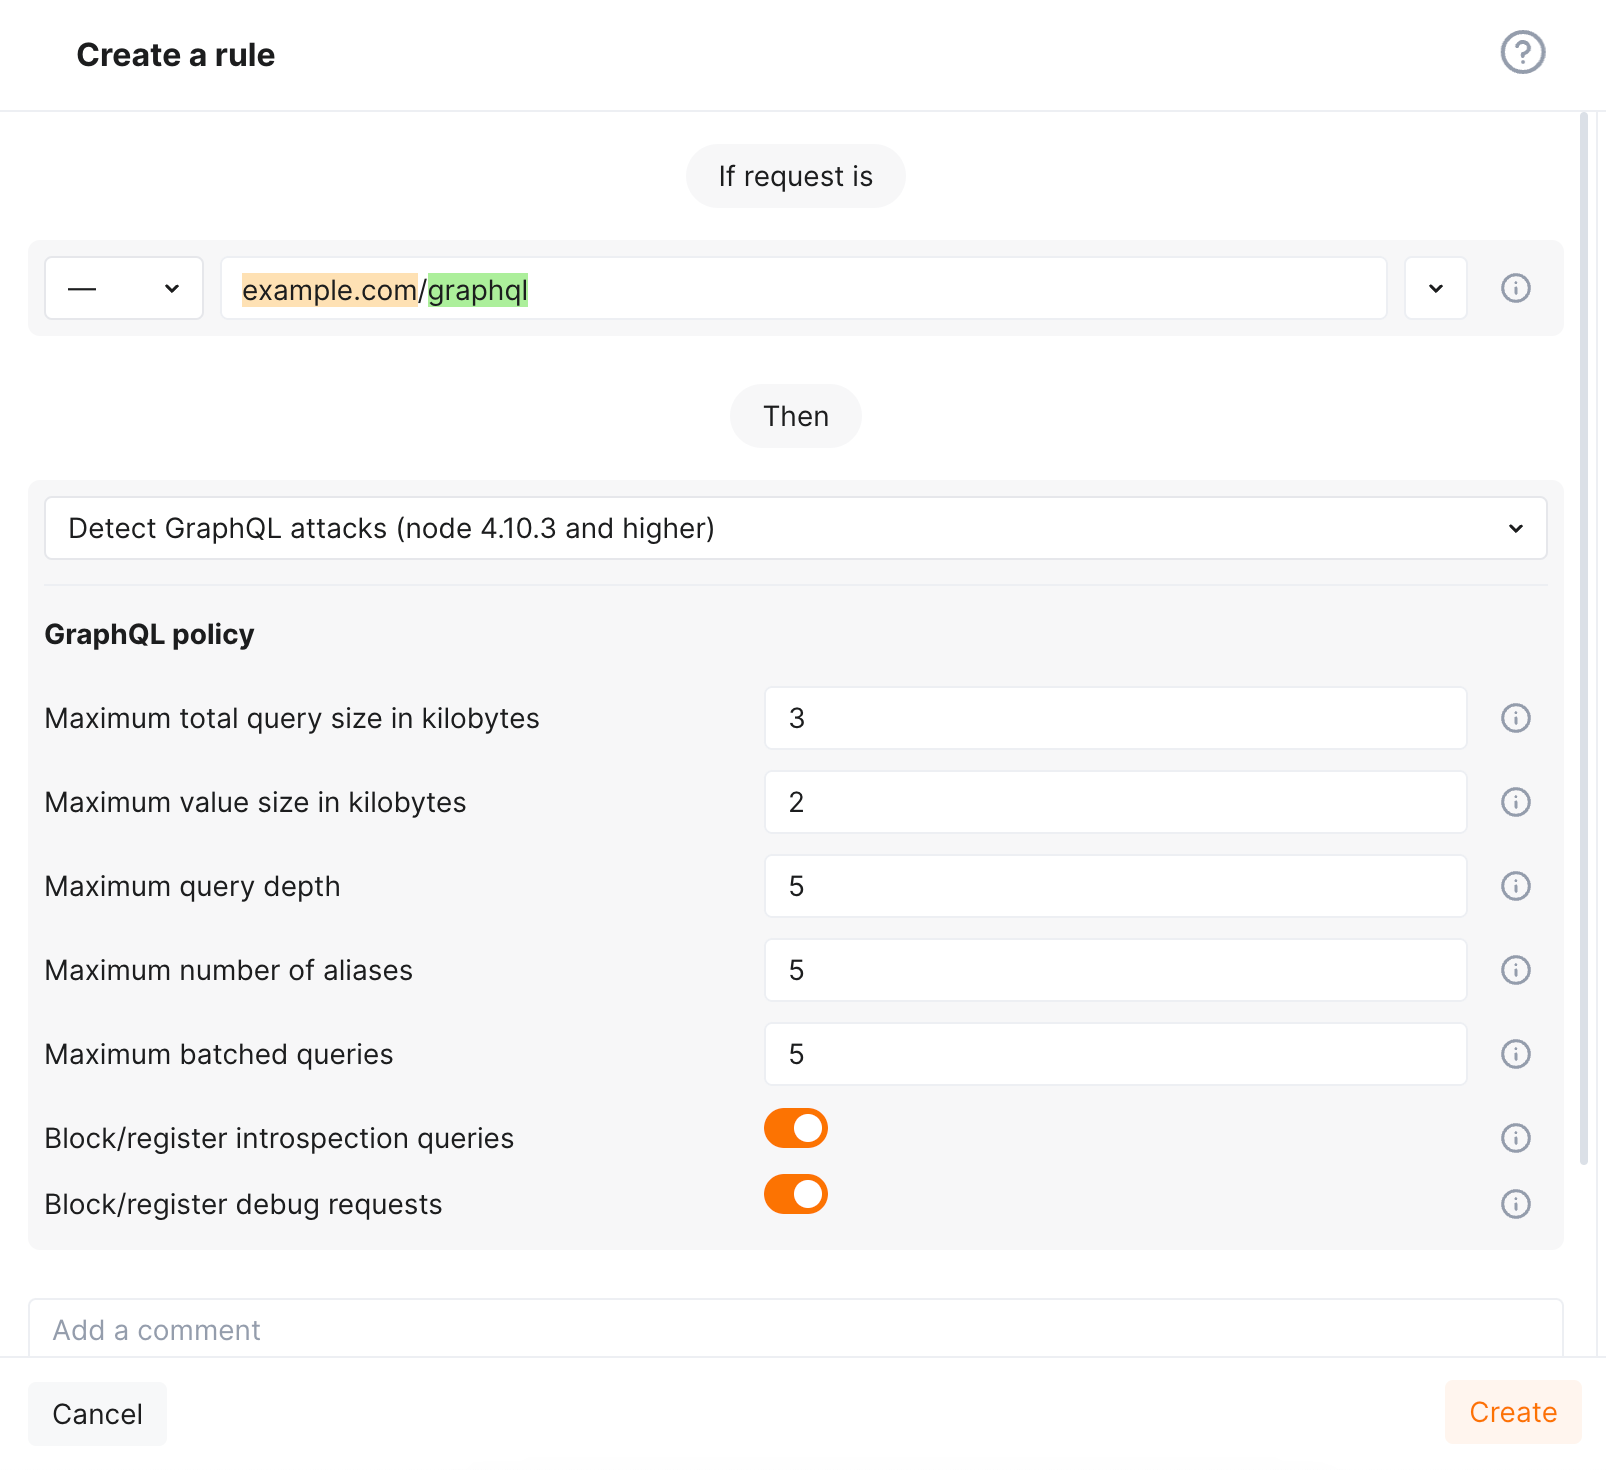 Create a rule
If request is
— example.com/graphql
Then
Detect GraphQL attacks (node 4.10.3 and higher)
GraphQL policy
Maximum total query size in kilobytes 3
Maximum value size in kilobytes 2
Maximum query depth 5
Maximum number of aliases 5
Maximum batched queries 5
Block/register introspection queries
Block/register debug requests
Add a comment
Cancel Create